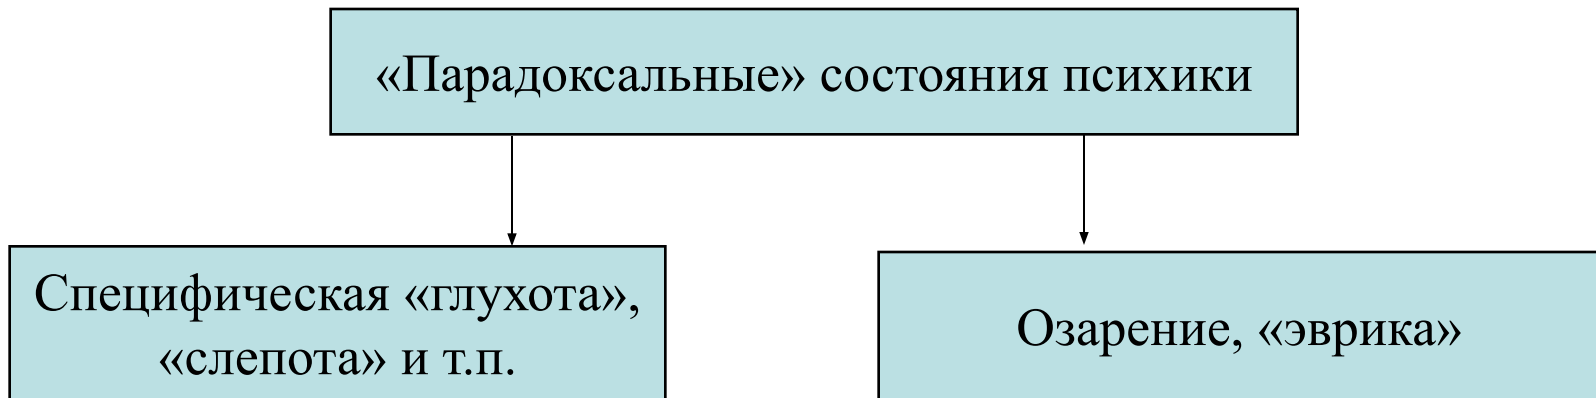 «Парадоксальные» состояния психики
Специфическая «глухота»,
«слепота» и т.п.
Озарение, «эврика»